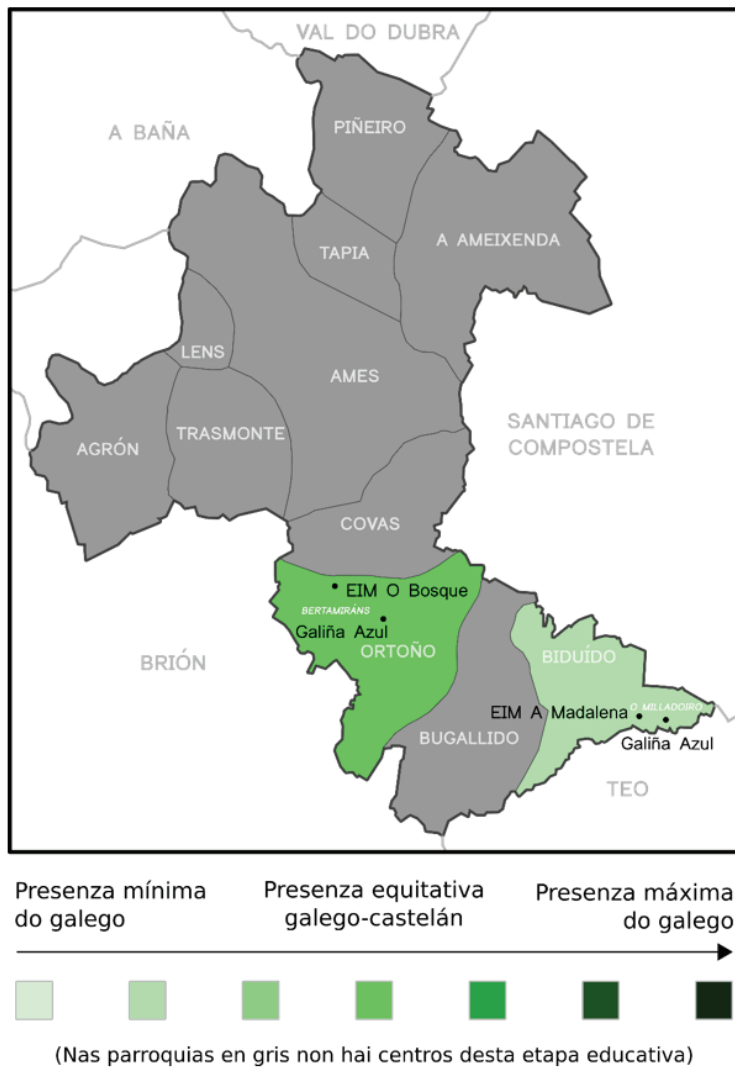 VAL DO DUBRA
A BAÑA
PIÑEIRO
TAPIA
A AMEIXENDA
LENS
AMES
AGRÓN
TRASMONTE
SANTIAGO DE
COMPOSTELA
COVAS
EIM O Bosque
BERTAMIRÁNS
Galiña Azul
ORTOÑO
BRIÓN
BIDUÍDO
EIM A Madalena
O MILLADOIRO
Galiña Azul
BUGALLIDO
TEO
Presenza mínima
do galego
Presenza equitativa
galego-castelán
Presenza máxima
do galego
(Nas parroquias en gris non hai centros desta etapa educativa)